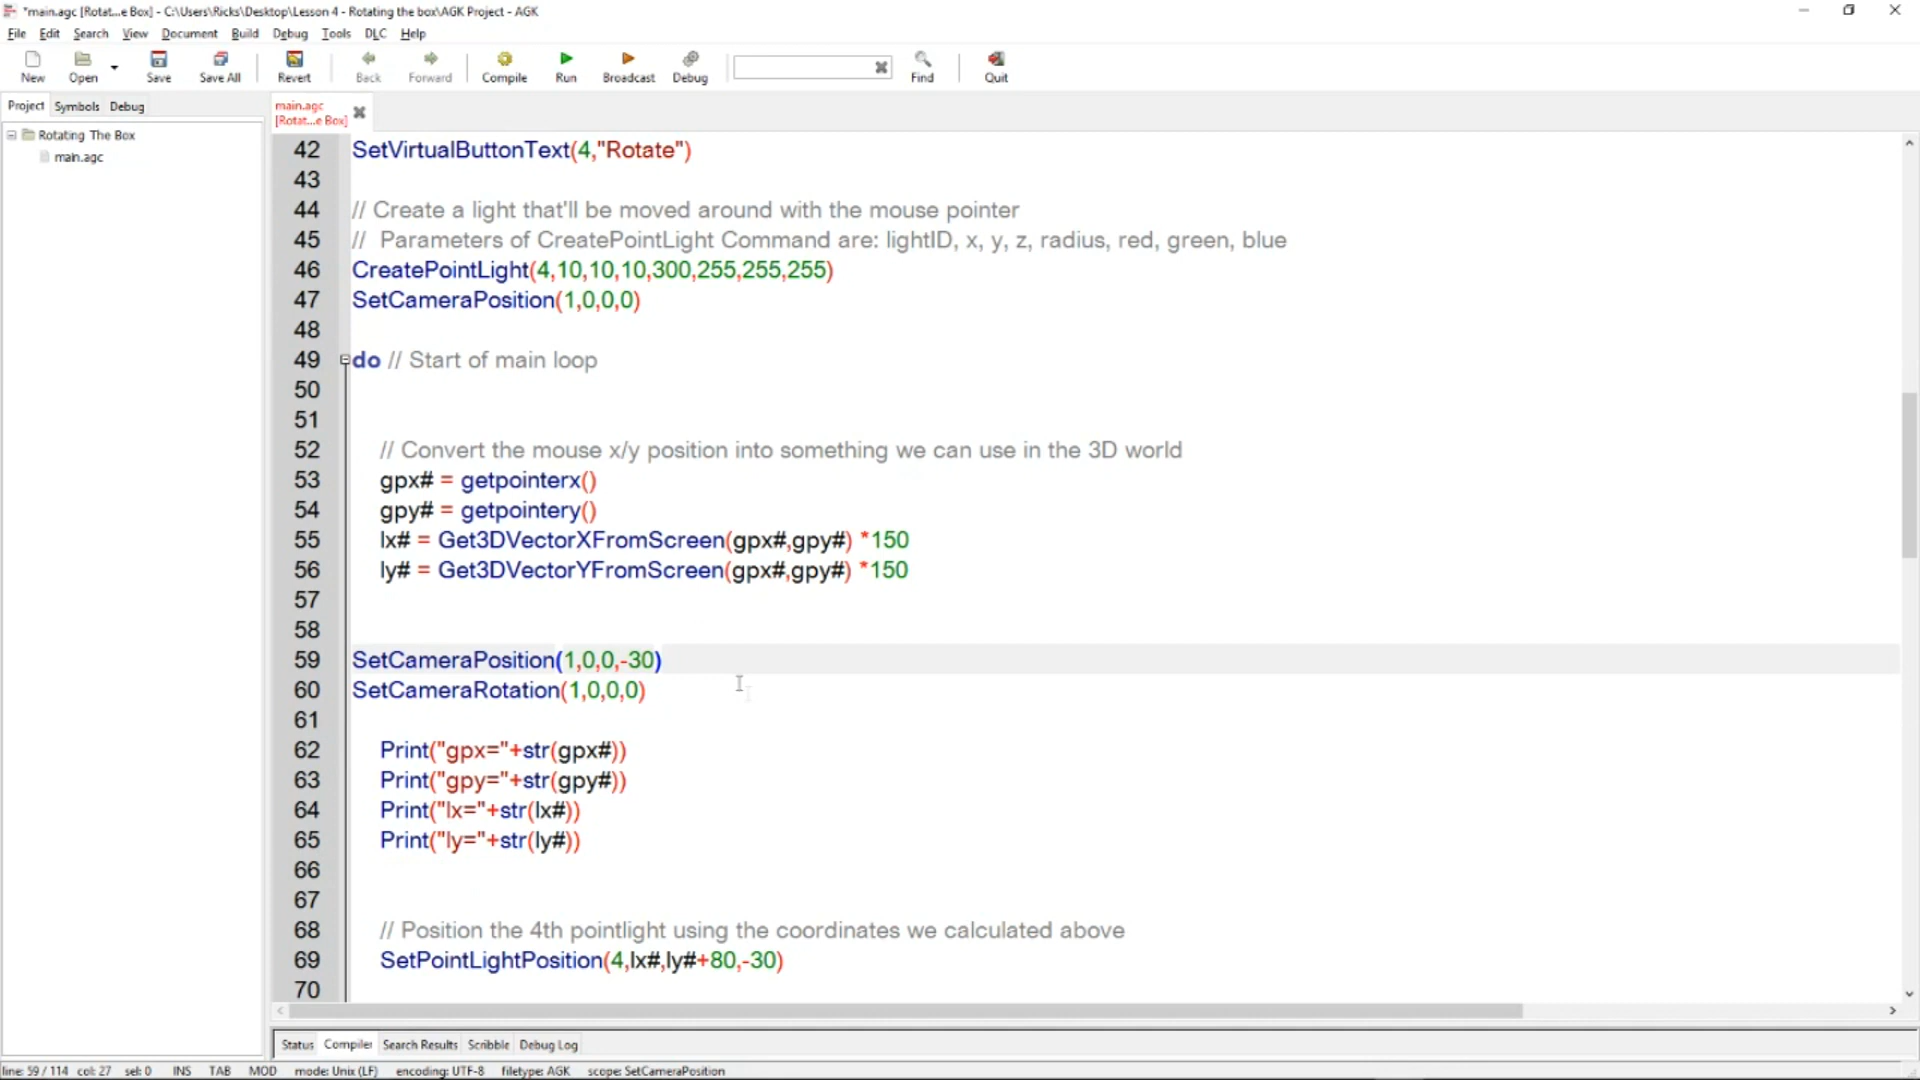 *main.agc [Rotat...e Box] - C:\Users\Ricks\Desktop\Lesson 4 - Rotating the box\AGK Project - AGK
File Edit Search View Document Build Debug Tools DLC Help
New Open Save Save All Revert Back Forward Compile Run Broadcast Debug Find Quit
Project Symbols Debug
main.agc
[Rotat...e Box]
Rotating The Box
main.agc
42 SetVirtualButtonText(4,"Rotate")
43
44 // Create a light that'll be moved around with the mouse pointer
45 // Parameters of CreatePointLight Command are: lightID, x, y, z, radius, red, green, blue
46 CreatePointLight(4,10,10,10,300,255,255,255)
47 SetCameraPosition(1,0,0,0)
48
49 do // Start of main loop
50
51
52 // Convert the mouse x/y position into something we can use in the 3D world
53 gpx# = getpointerx()
54 gpy# = getpointery()
55 lx# = Get3DVectorXFromScreen(gpx#,gpy#) *150
56 ly# = Get3DVectorYFromScreen(gpx#,gpy#) *150
57
58
59 SetCameraPosition(1,0,0,-30)
60 SetCameraRotation(1,0,0,0)
61
62 Print("gpx="+str(gpx#))
63 Print("gpy="+str(gpy#))
64 Print("lx="+str(lx#))
65 Print("ly="+str(ly#))
66
67
68 // Position the 4th pointlight using the coordinates we calculated above
69 SetPointLightPosition(4,lx#,ly#+80,-30)
70
Status Compiler Search Results Scribble Debug Log
line: 59 / 114 col: 27 sel: 0 INS TAB MOD mode: Unix (LF) encoding: UTF-8 filetype: AGK scope: SetCameraPosition